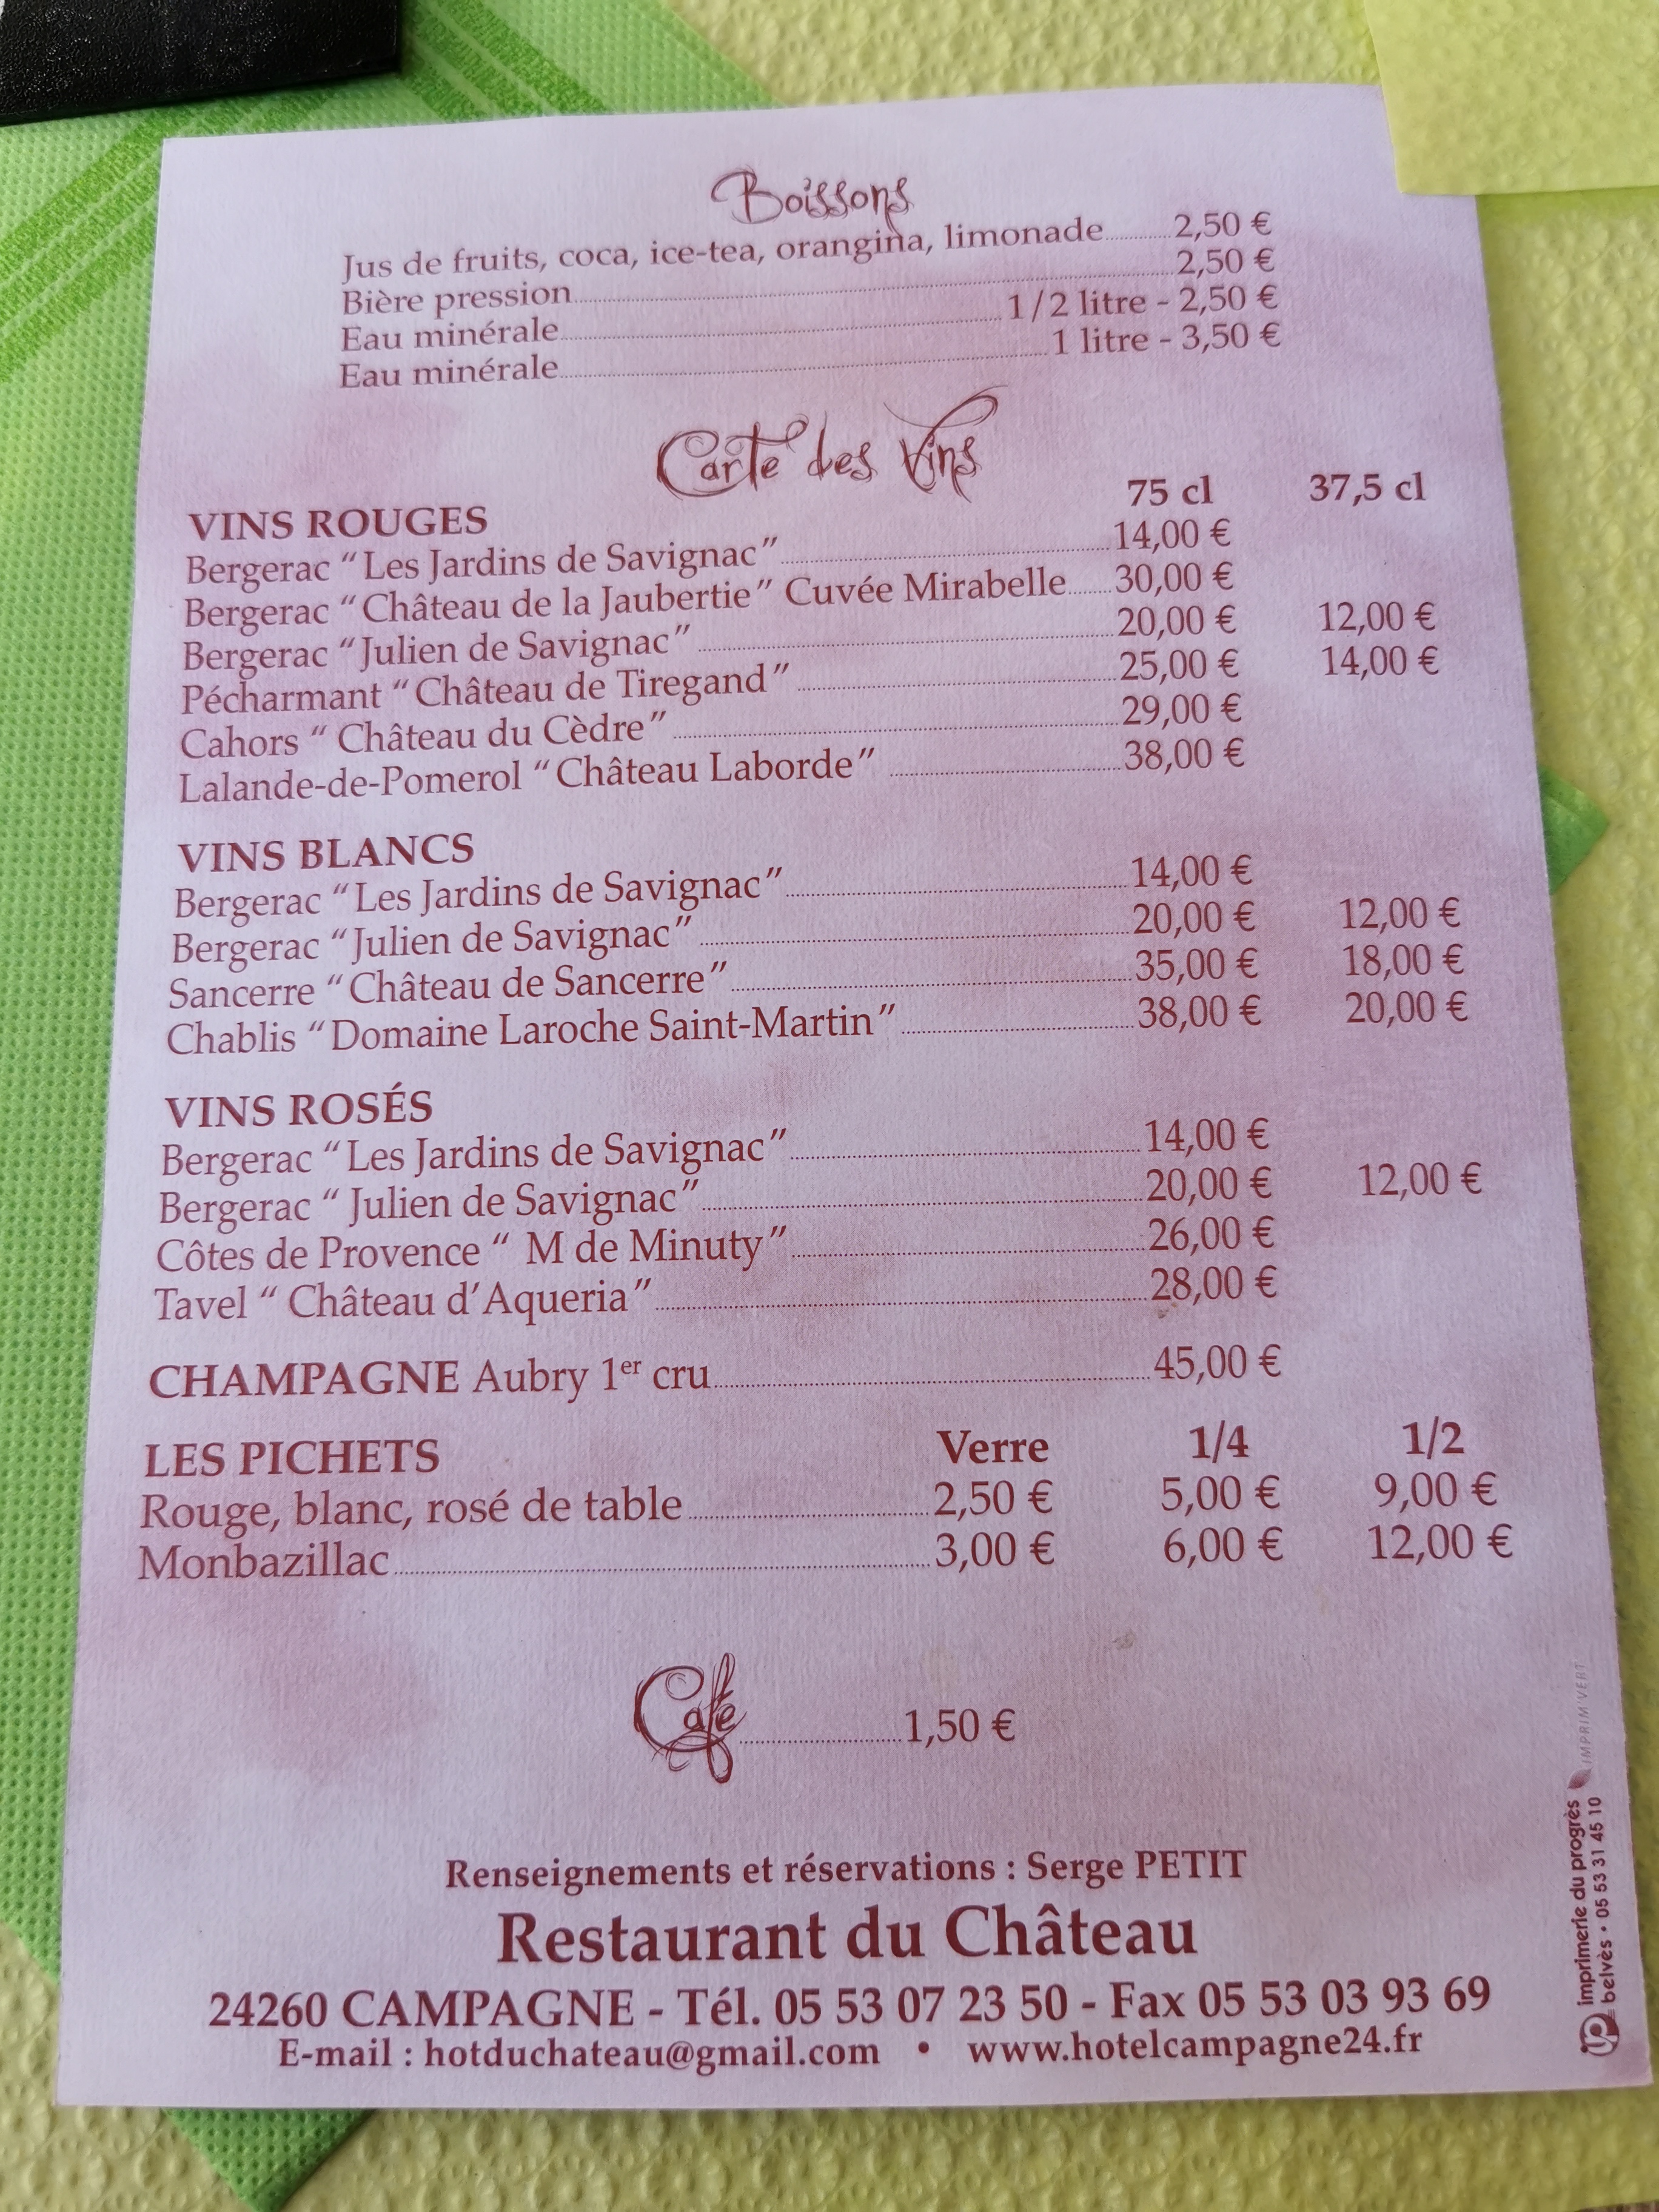 Boissons
Jus de fruits, coca, ice-tea, orangina, limonade 2,50 €
Bière pression 2,50 €
Eau minérale 1/2 litre - 2,50 €
Eau minérale 1 litre - 3,50 €
Carte des Vins
75 cl 37,5 cl
VINS ROUGES
Bergerac "Les Jardins de Savignac" 14,00 €
Bergerac "Château de la Jaubertie" Cuvée Mirabelle 30,00 €
Bergerac "Julien de Savignac" 20,00 € 12,00 €
Pécharmant "Château de Tiregand" 25,00 € 14,00 €
Cahors " Château du Cèdre" 29,00 €
Lalande-de-Pomerol "Château Laborde" 38,00 €
VINS BLANCS
Bergerac "Les Jardins de Savignac" 14,00 €
Bergerac "Julien de Savignac" 20,00 € 12,00 €
Sancerre "Château de Sancerre" 35,00 € 18,00 €
Chablis "Domaine Laroche Saint-Martin" 38,00 € 20,00 €
VINS ROSÉS
Bergerac "Les Jardins de Savignac" 14,00 €
Bergerac " Julien de Savignac" 20,00 € 12,00 €
Côtes de Provence " M de Minuty" 26,00 €
Tavel " Château d'Aqueria" 28,00 €
CHAMPAGNE Aubry 1er cru 45,00 €
LES PICHETS Verre 1/4 1/2
Rouge, blanc, rosé de table 2,50 € 5,00 € 9,00 €
Monbazillac 3,00 € 6,00 € 12,00 €
Café 1,50 €
Renseignements et réservations : Serge PETIT
Restaurant du Château
24260 CAMPAGNE - Tél. 05 53 07 23 50 - Fax 05 53 03 93 69
E-mail : hotduchateau@gmail.com • www.hotelcampagne24.fr
imprimerie du progrès IMPRIM'VERT
belvès • 05 53 31 45 10